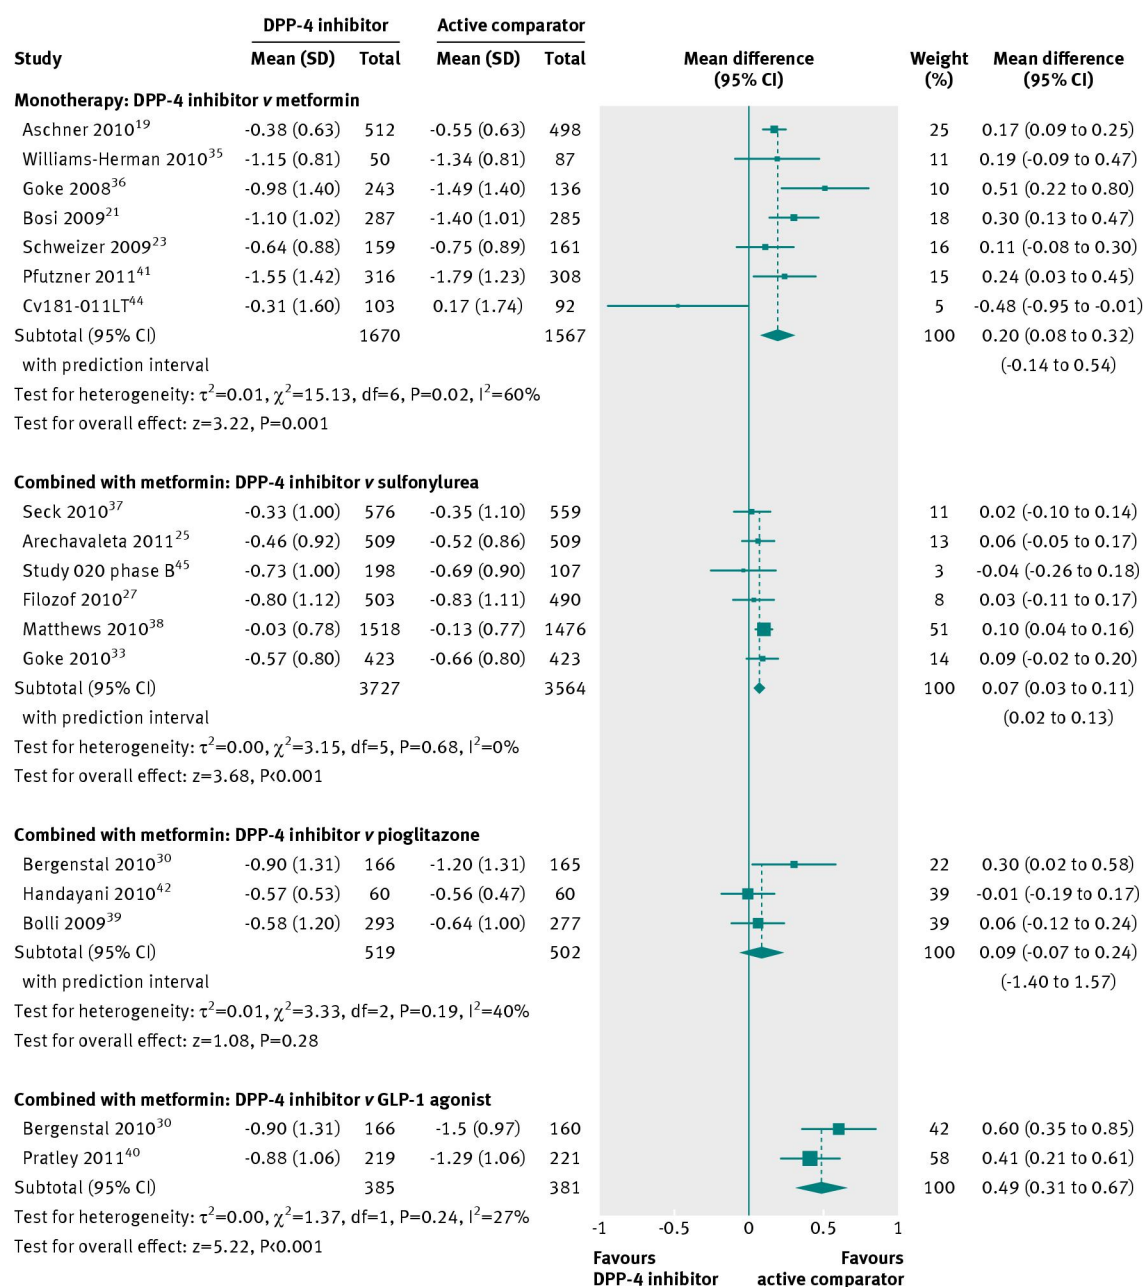 DPP-4 inhibitor Active comparator
Study Mean (SD) Total Mean (SD) Total Mean difference (95% CI) Weight (%) Mean difference (95% CI)
Monotherapy: DPP-4 inhibitor v metformin
Aschner 2010¹⁹ -0.38 (0.63) 512 -0.55 (0.63) 498 25 0.17 (0.09 to 0.25)
Williams-Herman 2010³⁵ -1.15 (0.81) 50 -1.34 (0.81) 87 11 0.19 (-0.09 to 0.47)
Goke 2008³⁶ -0.98 (1.40) 243 -1.49 (1.40) 136 10 0.51 (0.22 to 0.80)
Bosi 2009²¹ -1.10 (1.02) 287 -1.40 (1.01) 285 18 0.30 (0.13 to 0.47)
Schweizer 2009²³ -0.64 (0.88) 159 -0.75 (0.89) 161 16 0.11 (-0.08 to 0.30)
Pfutzner 2011⁴¹ -1.55 (1.42) 316 -1.79 (1.23) 308 15 0.24 (0.03 to 0.45)
Cv181-011LT⁴⁴ -0.31 (1.60) 103 0.17 (1.74) 92 5 -0.48 (-0.95 to -0.01)
Subtotal (95% CI) 1670 1567 100 0.20 (0.08 to 0.32)
with prediction interval (-0.14 to 0.54)
Test for heterogeneity: τ²=0.01, χ²=15.13, df=6, P=0.02, I²=60%
Test for overall effect: z=3.22, P=0.001
Combined with metformin: DPP-4 inhibitor v sulfonylurea
Seck 2010³⁷ -0.33 (1.00) 576 -0.35 (1.10) 559 11 0.02 (-0.10 to 0.14)
Arechavaleta 2011²⁵ -0.46 (0.92) 509 -0.52 (0.86) 509 13 0.06 (-0.05 to 0.17)
Study 020 phase B⁴⁵ -0.73 (1.00) 198 -0.69 (0.90) 107 3 -0.04 (-0.26 to 0.18)
Filozof 2010²⁷ -0.80 (1.12) 503 -0.83 (1.11) 490 8 0.03 (-0.11 to 0.17)
Matthews 2010³⁸ -0.03 (0.78) 1518 -0.13 (0.77) 1476 51 0.10 (0.04 to 0.16)
Goke 2010³³ -0.57 (0.80) 423 -0.66 (0.80) 423 14 0.09 (-0.02 to 0.20)
Subtotal (95% CI) 3727 3564 100 0.07 (0.03 to 0.11)
with prediction interval (0.02 to 0.13)
Test for heterogeneity: τ²=0.00, χ²=3.15, df=5, P=0.68, I²=0%
Test for overall effect: z=3.68, P<0.001
Combined with metformin: DPP-4 inhibitor v pioglitazone
Bergenstal 2010³⁰ -0.90 (1.31) 166 -1.20 (1.31) 165 22 0.30 (0.02 to 0.58)
Handayani 2010⁴² -0.57 (0.53) 60 -0.56 (0.47) 60 39 -0.01 (-0.19 to 0.17)
Bolli 2009³⁹ -0.58 (1.20) 293 -0.64 (1.00) 277 39 0.06 (-0.12 to 0.24)
Subtotal (95% CI) 519 502 100 0.09 (-0.07 to 0.24)
with prediction interval (-1.40 to 1.57)
Test for heterogeneity: τ²=0.01, χ²=3.33, df=2, P=0.19, I²=40%
Test for overall effect: z=1.08, P=0.28
Combined with metformin: DPP-4 inhibitor v GLP-1 agonist
Bergenstal 2010³⁰ -0.90 (1.31) 166 -1.5 (0.97) 160 42 0.60 (0.35 to 0.85)
Pratley 2011⁴⁰ -0.88 (1.06) 219 -1.29 (1.06) 221 58 0.41 (0.21 to 0.61)
Subtotal (95% CI) 385 381 100 0.49 (0.31 to 0.67)
Test for heterogeneity: τ²=0.00, χ²=1.37, df=1, P=0.24, I²=27%
Test for overall effect: z=5.22, P<0.001
-1 -0.5 0 0.5 1
Favours DPP-4 inhibitor Favours active comparator